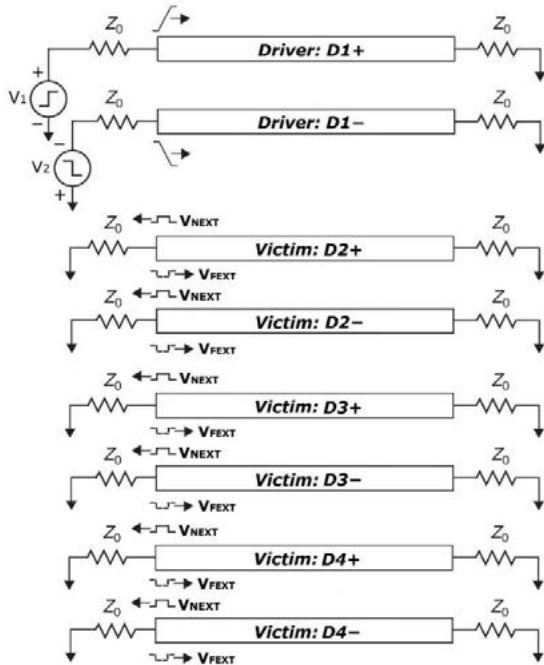 Z0 Z0
Driver: D1+
V1 + −
Z0 Z0
Driver: D1−
V2 − +
Z0 VNEXT Z0
Victim: D2+
VFEXT
Z0 VNEXT Z0
Victim: D2−
VFEXT
Z0 VNEXT Z0
Victim: D3+
VFEXT
Z0 VNEXT Z0
Victim: D3−
VFEXT
Z0 VNEXT Z0
Victim: D4+
VFEXT
Z0 VNEXT Z0
Victim: D4−
VFEXT